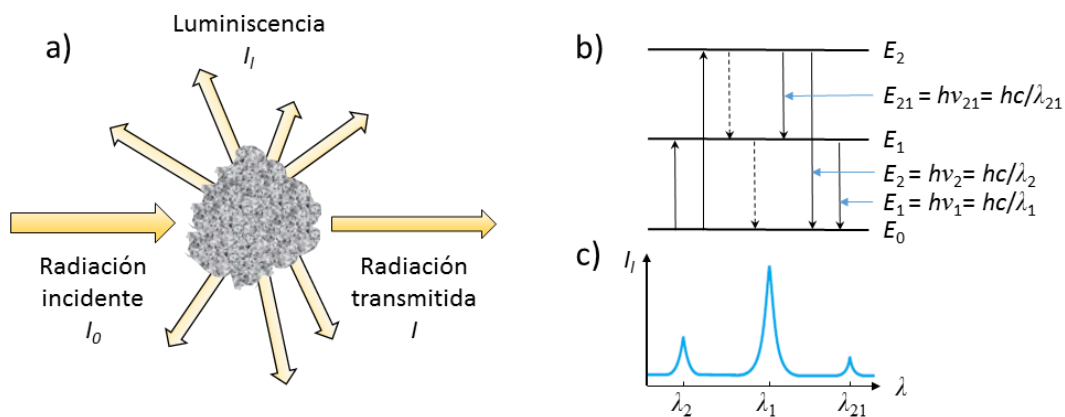 a)
Luminiscencia
I_l
Radiación
incidente
I_0
Radiación
transmitida
I
b)
E_2
E_21 = hν_21= hc/λ_21
E_1
E_2 = hν_2= hc/λ_2
E_1 = hν_1= hc/λ_1
E_0
c)
I_l
λ
λ_2
λ_1
λ_21